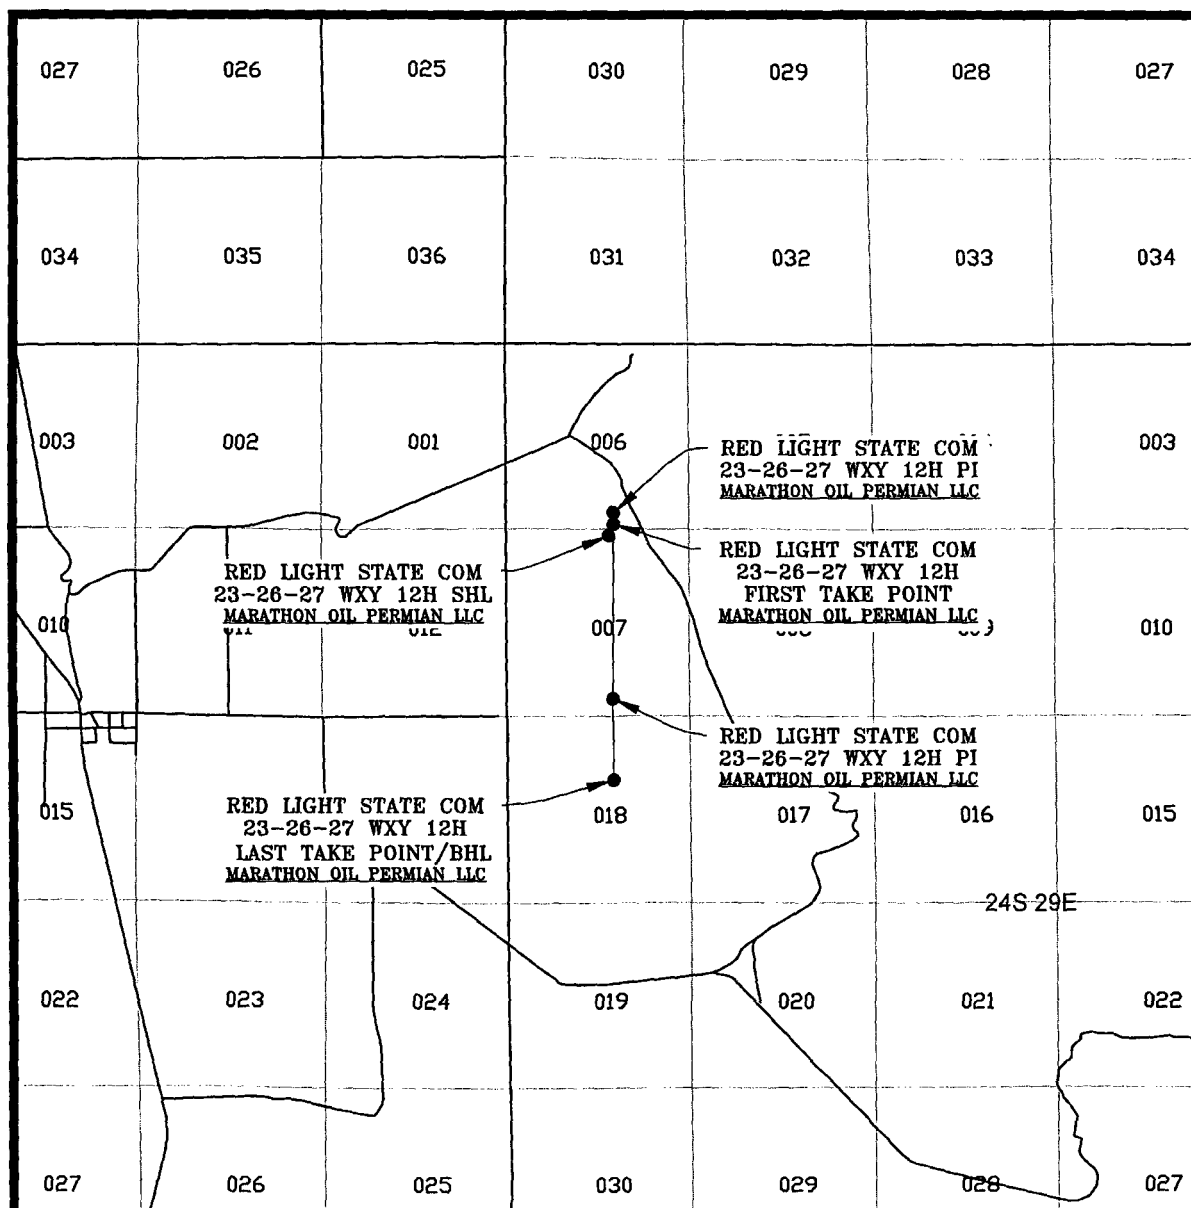 027 026 025 030 029 028 027
034 035 036 031 032 033 034
003 002 001 006 003
RED LIGHT STATE COM
23-26-27 WXY 12H PI
MARATHON OIL PERMIAN LLC
RED LIGHT STATE COM
23-26-27 WXY 12H
FIRST TAKE POINT
MARATHON OIL PERMIAN LLC
RED LIGHT STATE COM
23-26-27 WXY 12H SHL
MARATHON OIL PERMIAN LLC
010 011 012 007 010
RED LIGHT STATE COM
23-26-27 WXY 12H PI
MARATHON OIL PERMIAN LLC
RED LIGHT STATE COM
23-26-27 WXY 12H
LAST TAKE POINT/BHL
MARATHON OIL PERMIAN LLC
015 018 017 016 015
24S 29E
022 023 024 019 020 021 022
027 026 025 030 029 028 027